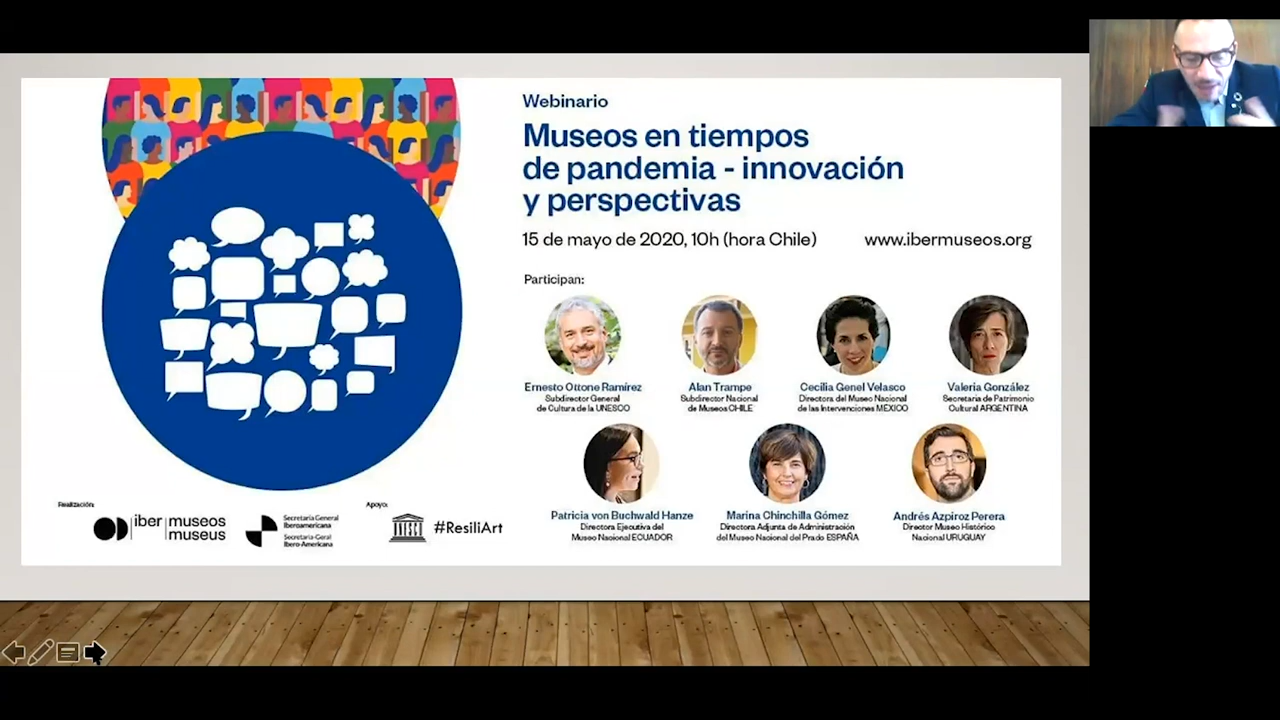 Webinario
Museos en tiempos
de pandemia - innovación
y perspectivas
15 de mayo de 2020, 10h (hora Chile)
www.ibermuseos.org
Participan:
Ernesto Ottone Ramírez
Subdirector General
de Cultura de la UNESCO
Alan Trampe
Subdirector Nacional
de Museos CHILE
Cecilia Genel Velasco
Directora del Museo Nacional
de las Intervenciones MÉXICO
Valeria González
Secretaria de Patrimonio
Cultural ARGENTINA
Patricia von Buchwald Hanze
Directora Ejecutiva del
Museo Nacional ECUADOR
Marina Chinchilla Gómez
Directora Adjunta de Administración
del Museo Nacional del Prado ESPAÑA
Andrés Azpiroz Perera
Director Museo Histórico
Nacional URUGUAY
Realización:
iber museos
museus
Secretaría General
Iberoamericana
Secretaria-Geral
Ibero-Americana
Apoyo:
#ResiliArt